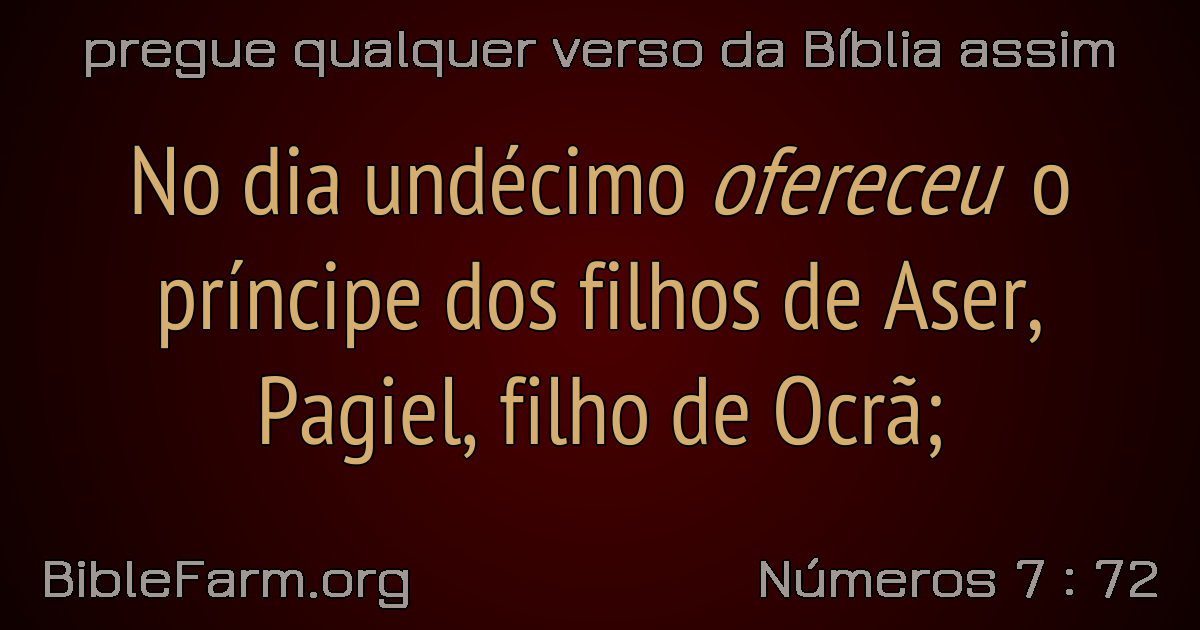 pregue qualquer verso da Bíblia assim
No dia undécimo ofereceu o
príncipe dos filhos de Aser,
Pagiel, filho de Ocrã;
BibleFarm.org
Números 7 : 72